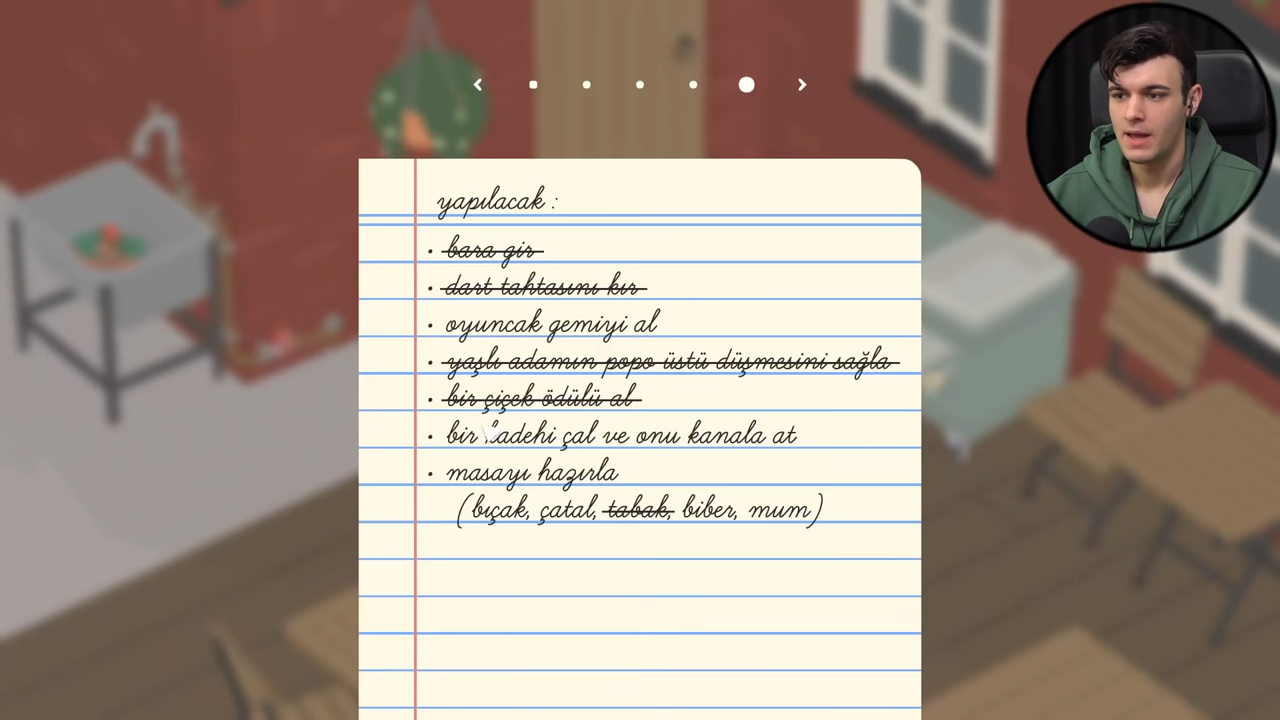 yapılacak :
• bara gir
• dart tahtasını kır
• oyuncak gemiyi al
• yaşlı adamın popo üstü düşmesini sağla
• bir çiçek ödülü al
• bir kadehi çal ve onu kanala at
• masayı hazırla
(bıçak, çatal, tabak, biber, mum)